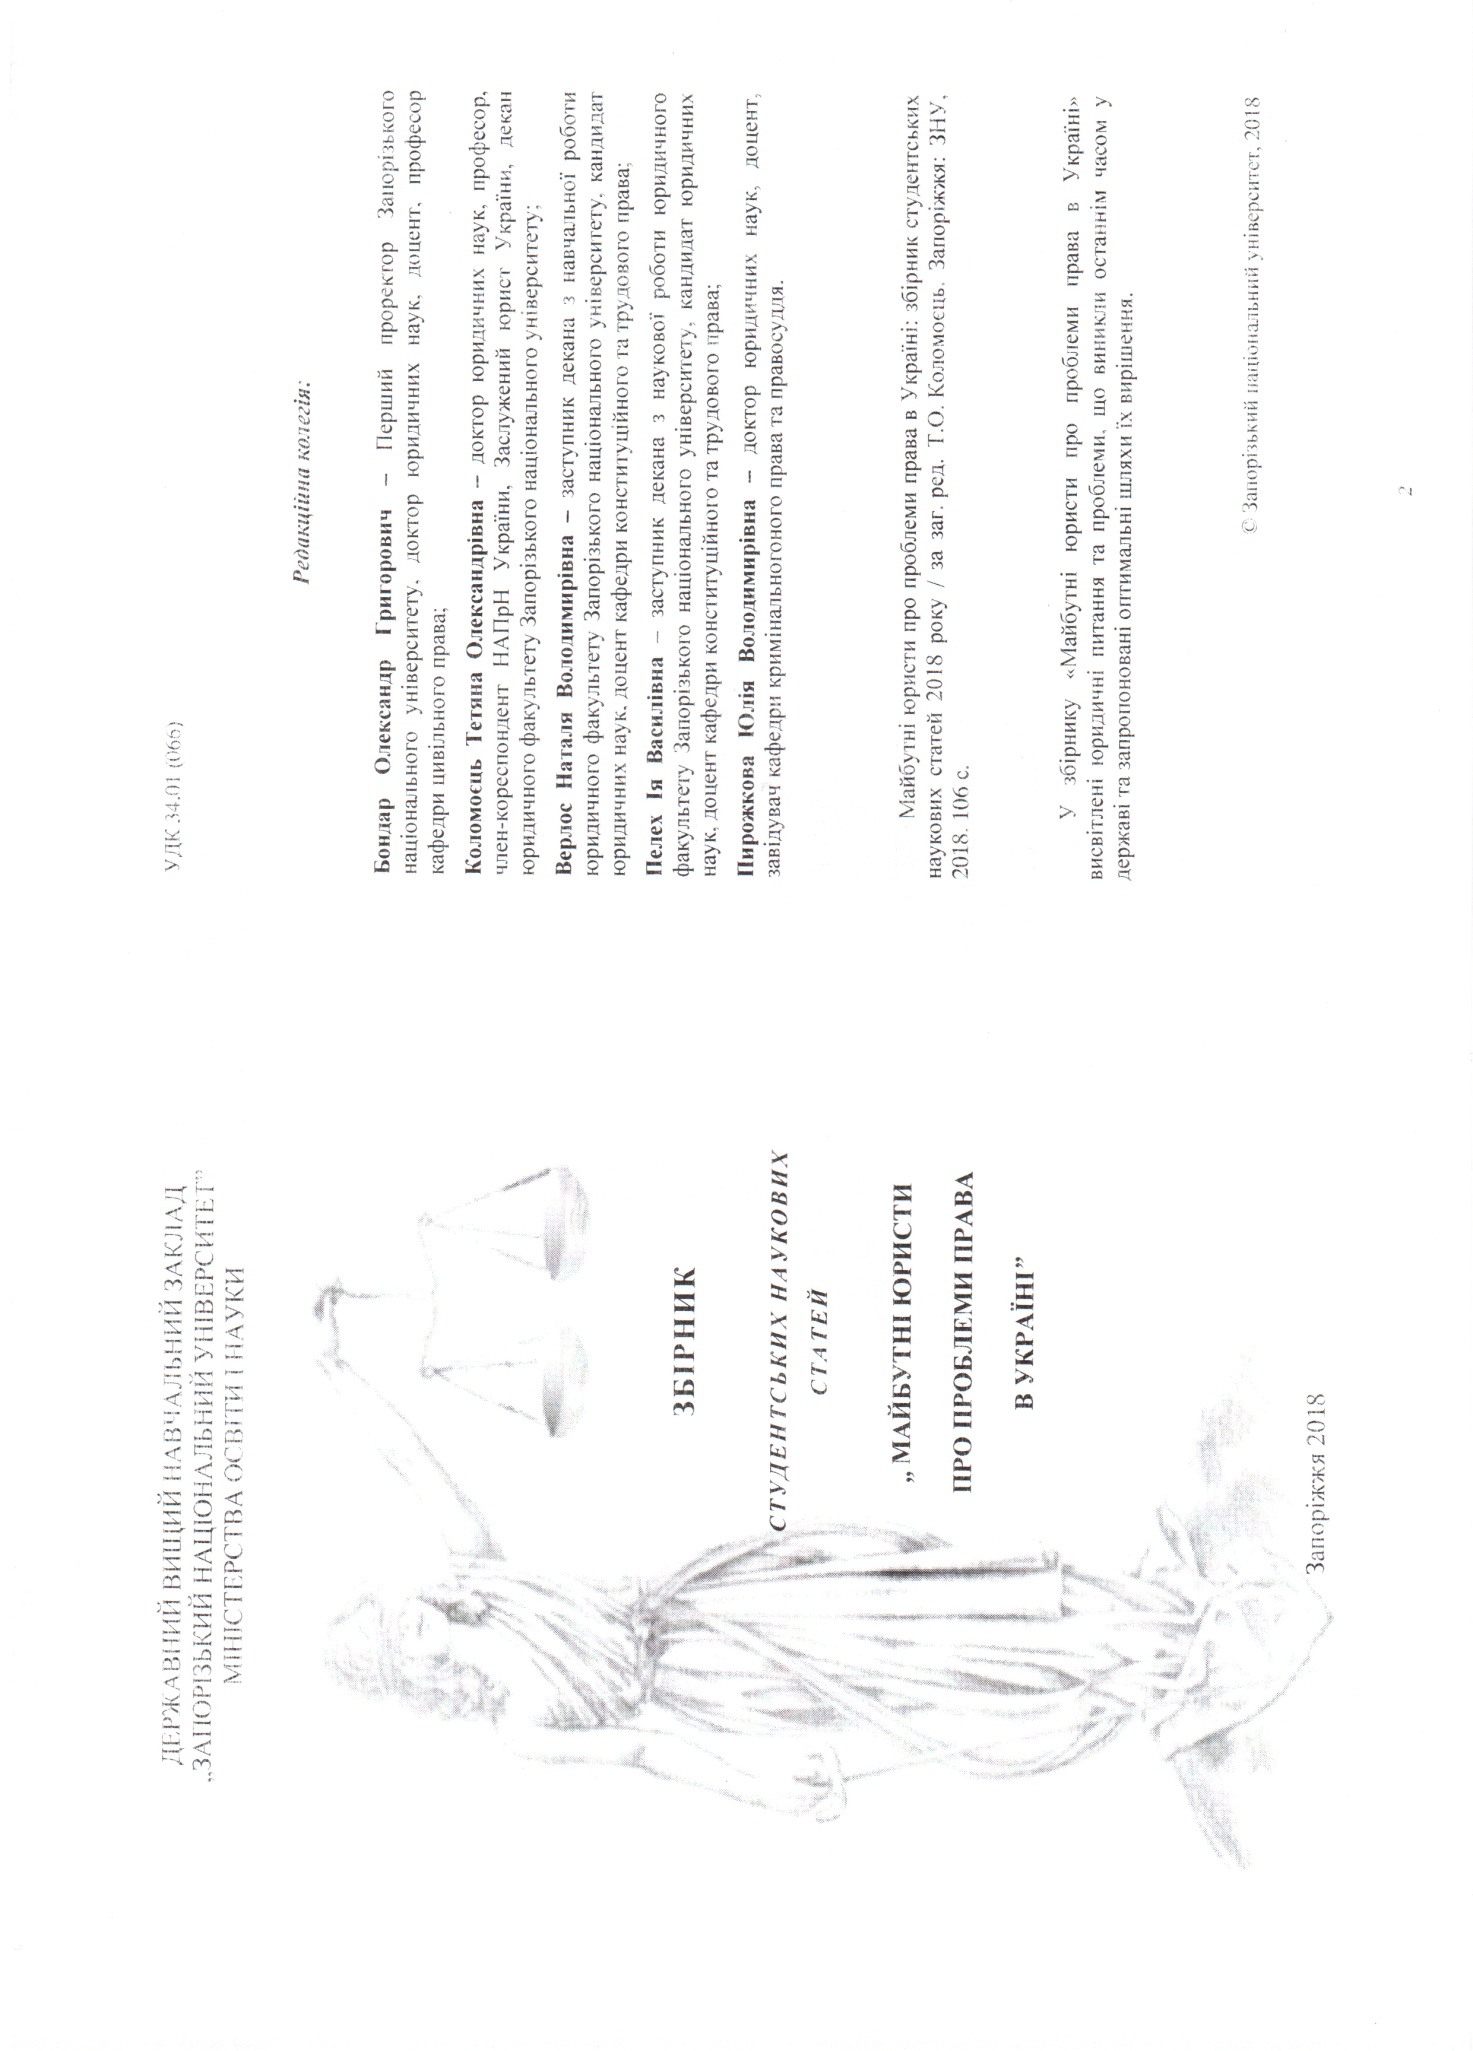 ДЕРЖАВНИЙ ВИЩИЙ НАВЧАЛЬНИЙ ЗАКЛАД
„ЗАПОРІЗЬКИЙ НАЦІОНАЛЬНИЙ УНІВЕРСИТЕТ”
МІНІСТЕРСТВА ОСВІТИ І НАУКИ
ЗБІРНИК
СТУДЕНТСЬКИХ НАУКОВИХ
СТАТЕЙ
„ МАЙБУТНІ ЮРИСТИ
ПРО ПРОБЛЕМИ ПРАВА
В УКРАЇНІ”
Запоріжжя 2018
УДК 34.01 (066)
Редакційна колегія:
Бондар Олександр Григорович – Перший проректор Запорізького
національного університету, доктор юридичних наук, доцент, професор
кафедри цивільного права;
Коломоєць Тетяна Олександрівна – доктор юридичних наук, професор,
член-кореспондент НАПрН України, Заслужений юрист України, декан
юридичного факультету Запорізького національного університету;
Верлос Наталя Володимирівна – заступник декана з навчальної роботи
юридичного факультету Запорізького національного університету, кандидат
юридичних наук, доцент кафедри конституційного та трудового права;
Пелех Ія Василівна – заступник декана з наукової роботи юридичного
факультету Запорізького національного університету, кандидат юридичних
наук, доцент кафедри конституційного та трудового права;
Пирожкова Юлія Володимирівна – доктор юридичних наук, доцент,
завідувач кафедри кримінальногоного права та правосуддя.
Майбутні юристи про проблеми права в Україні: збірник студентських
наукових статей 2018 року / за заг. ред. Т.О. Коломоєць. Запоріжжя: ЗНУ,
2018. 106 с.
У збірнику «Майбутні юристи про проблеми права в Україні»
висвітлені юридичні питання та проблеми, що виникли останнім часом у
державі та запропоновані оптимальні шляхи їх вирішення.
© Запорізький національний університет, 2018
2